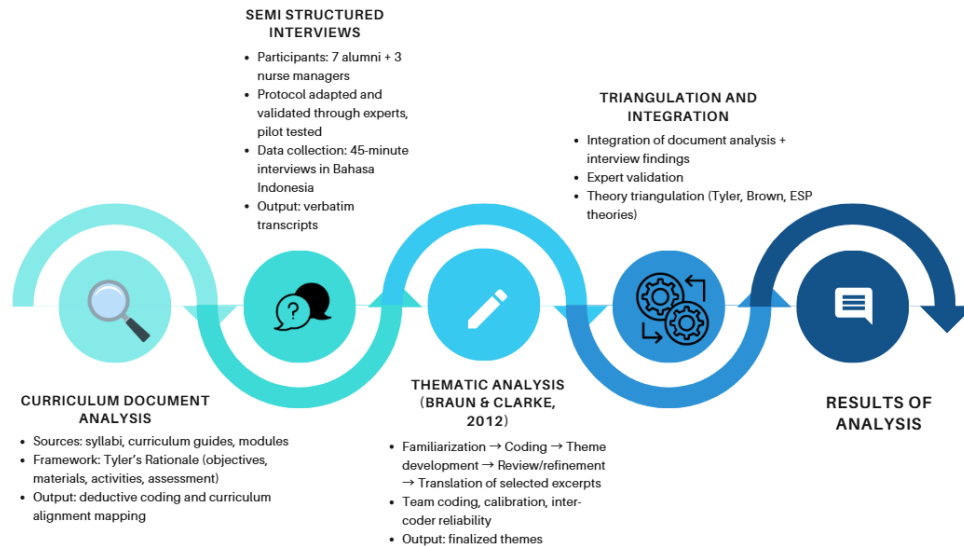 SEMI STRUCTURED
INTERVIEWS
• Participants: 7 alumni + 3
nurse managers
• Protocol adapted and
validated through experts,
pilot tested
• Data collection: 45-minute
interviews in Bahasa
Indonesia
• Output: verbatim
transcripts
TRIANGULATION AND
INTEGRATION
• Integration of document analysis +
interview findings
• Expert validation
• Theory triangulation (Tyler, Brown, ESP
theories)
?
CURRICULUM DOCUMENT
ANALYSIS
• Sources: syllabi, curriculum guides, modules
• Framework: Tyler’s Rationale (objectives,
materials, activities, assessment)
• Output: deductive coding and curriculum
alignment mapping
THEMATIC ANALYSIS
(BRAUN & CLARKE,
2012)
• Familiarization → Coding → Theme
development → Review/refinement
→ Translation of selected excerpts
• Team coding, calibration, inter-
coder reliability
• Output: finalized themes
RESULTS OF
ANALYSIS